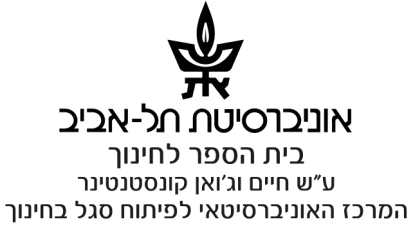 את
אוניברסיטת תל-אביב
בית הספר לחינוך
ע״ש חיים וג׳ואן קונסטנטינר
המרכז האוניברסיטאי לפיתוח סגל בחינוך